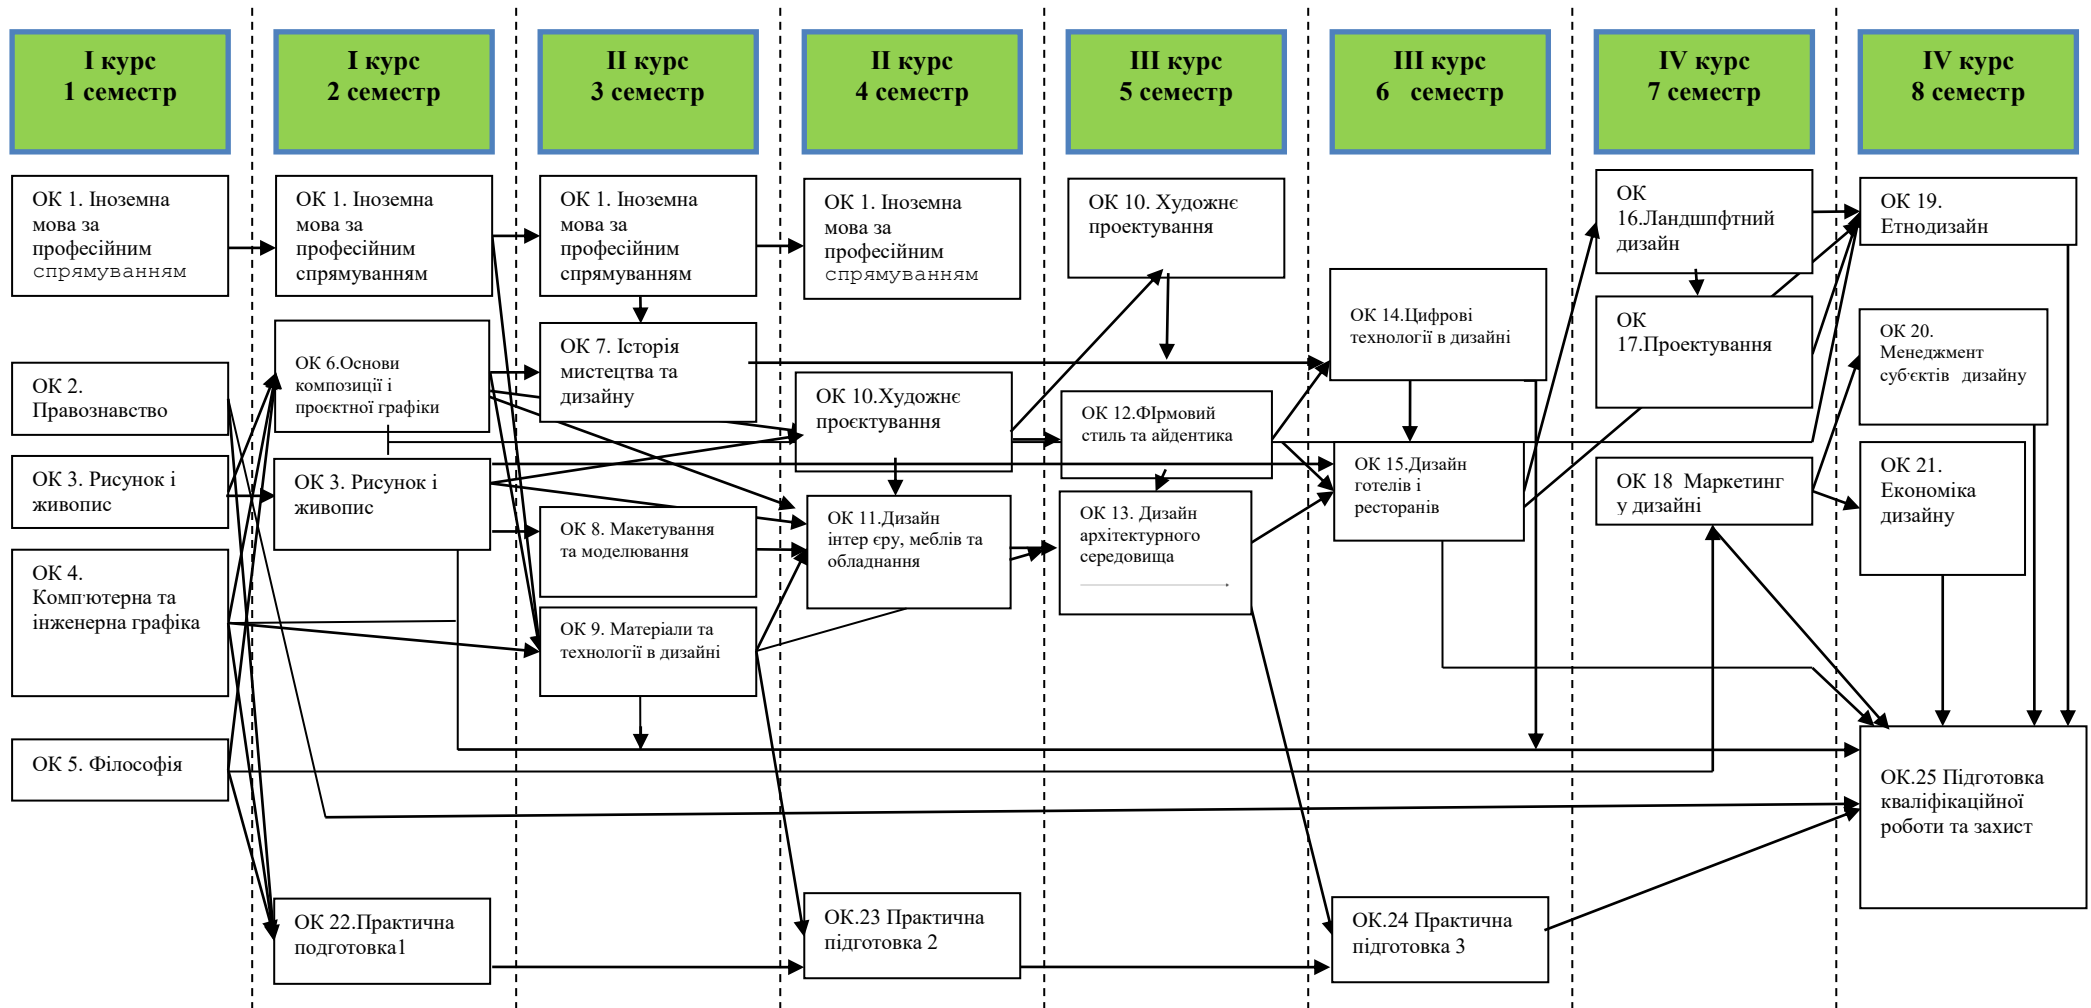 І курс
1 семестр
І курс
2 семестр
ІІ курс
3 семестр
ІІ курс
4 семестр
ІІІ курс
5 семестр
ІІІ курс
6 семестр
IV курс
7 семестр
IV курс
8 семестр
ОК 1. Іноземна
мова за
професійним
спрямуванням
ОК 2.
Правознавство
ОК 3. Рисунок і
живопис
ОК 4.
Комп'ютерна та
інженерна графіка
ОК 5. Філософія
ОК 1. Іноземна
мова за
професійним
спрямуванням
ОК 6.Основи
композиції і
проєктної графіки
ОК 3. Рисунок і
живопис
ОК 22.Практична
подготовка1
ОК 1. Іноземна
мова за
професійним
спрямуванням
ОК 7. Історія
мистецтва та
дизайну
ОК 8. Макетування
та моделювання
ОК 9. Матеріали та
технології в дизайні
ОК 1. Іноземна
мова за
професійним
спрямуванням
ОК 10.Художнє
проєктування
ОК 11.Дизайн
інтер єру, меблів та
обладнання
ОК.23 Практична
підготовка 2
ОК 10. Художнє
проектування
ОК 12.ФІрмовий
стиль та айдентика
ОК 13. Дизайн
архітектурного
середовища
ОК 14.Цифрові
технології в дизайні
ОК 15.Дизайн
готелів і
ресторанів
ОК.24 Практична
підготовка 3
ОК
16.Ландшпфтний
дизайн
ОК
17.Проектування
ОК 18 Маркетинг
у дизайні
ОК 19.
Етнодизайн
ОК 20.
Менеджмент
суб'єктів дизайну
ОК 21.
Економіка
дизайну
ОК.25 Підготовка
кваліфікаційної
роботи та захист